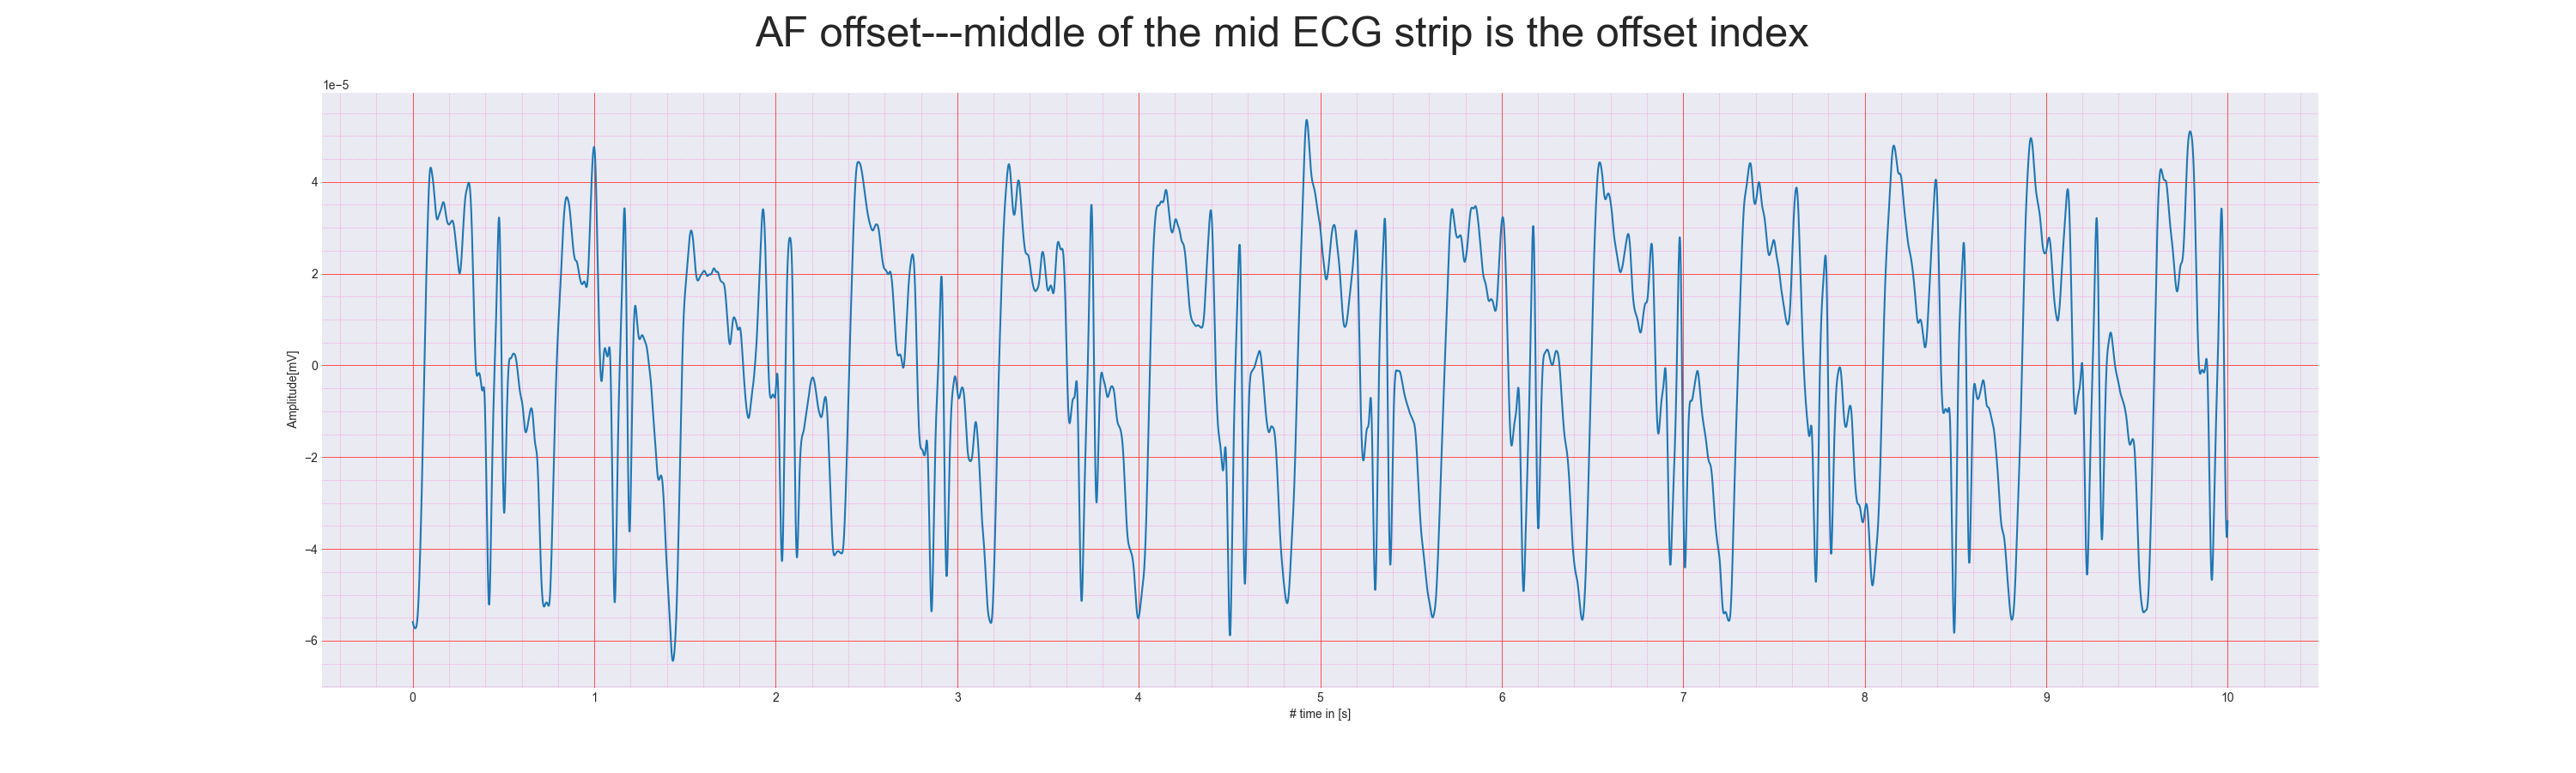 AF offset---middle of the mid ECG strip is the offset index
1e−5
4
2
0
−2
−4
−6
Amplitude[mV]
0 1 2 3 4 5 6 7 8 9 10
# time in [s]